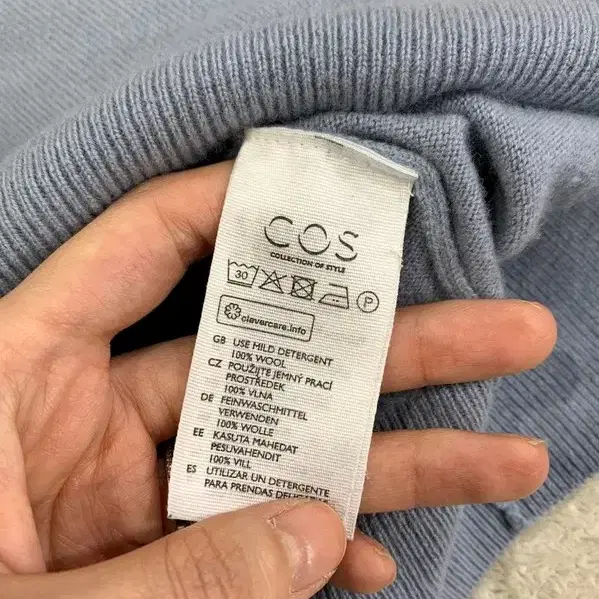 COS
COLLECTION OF STYLE
30
P
clevercare.info
GB USE MILD DETERGENT
100% WOOL
CZ POUŽIJTE JEMNÝ PRACÍ
PROSTŘEDEK
100% VLNA
DE FEINWASCHMITTEL
VERWENDEN
100% WOLLE
EE KASUTA MAHEDAT
PESUVAHENDIT
100% VILL
ES UTILIZAR UN DETERGENTE
PARA PRENDAS